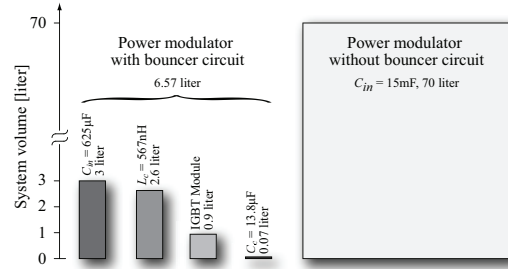 System volume [liter]
70
3
2
1
0
Power modulator
with bouncer circuit
6.57 liter
C_in = 625µF
3 liter
L_c = 567nH
2.6 liter
IGBT Module
0.9 liter
C_c = 13.8µF
0.07 liter
Power modulator
without bouncer circuit
C_in = 15mF, 70 liter